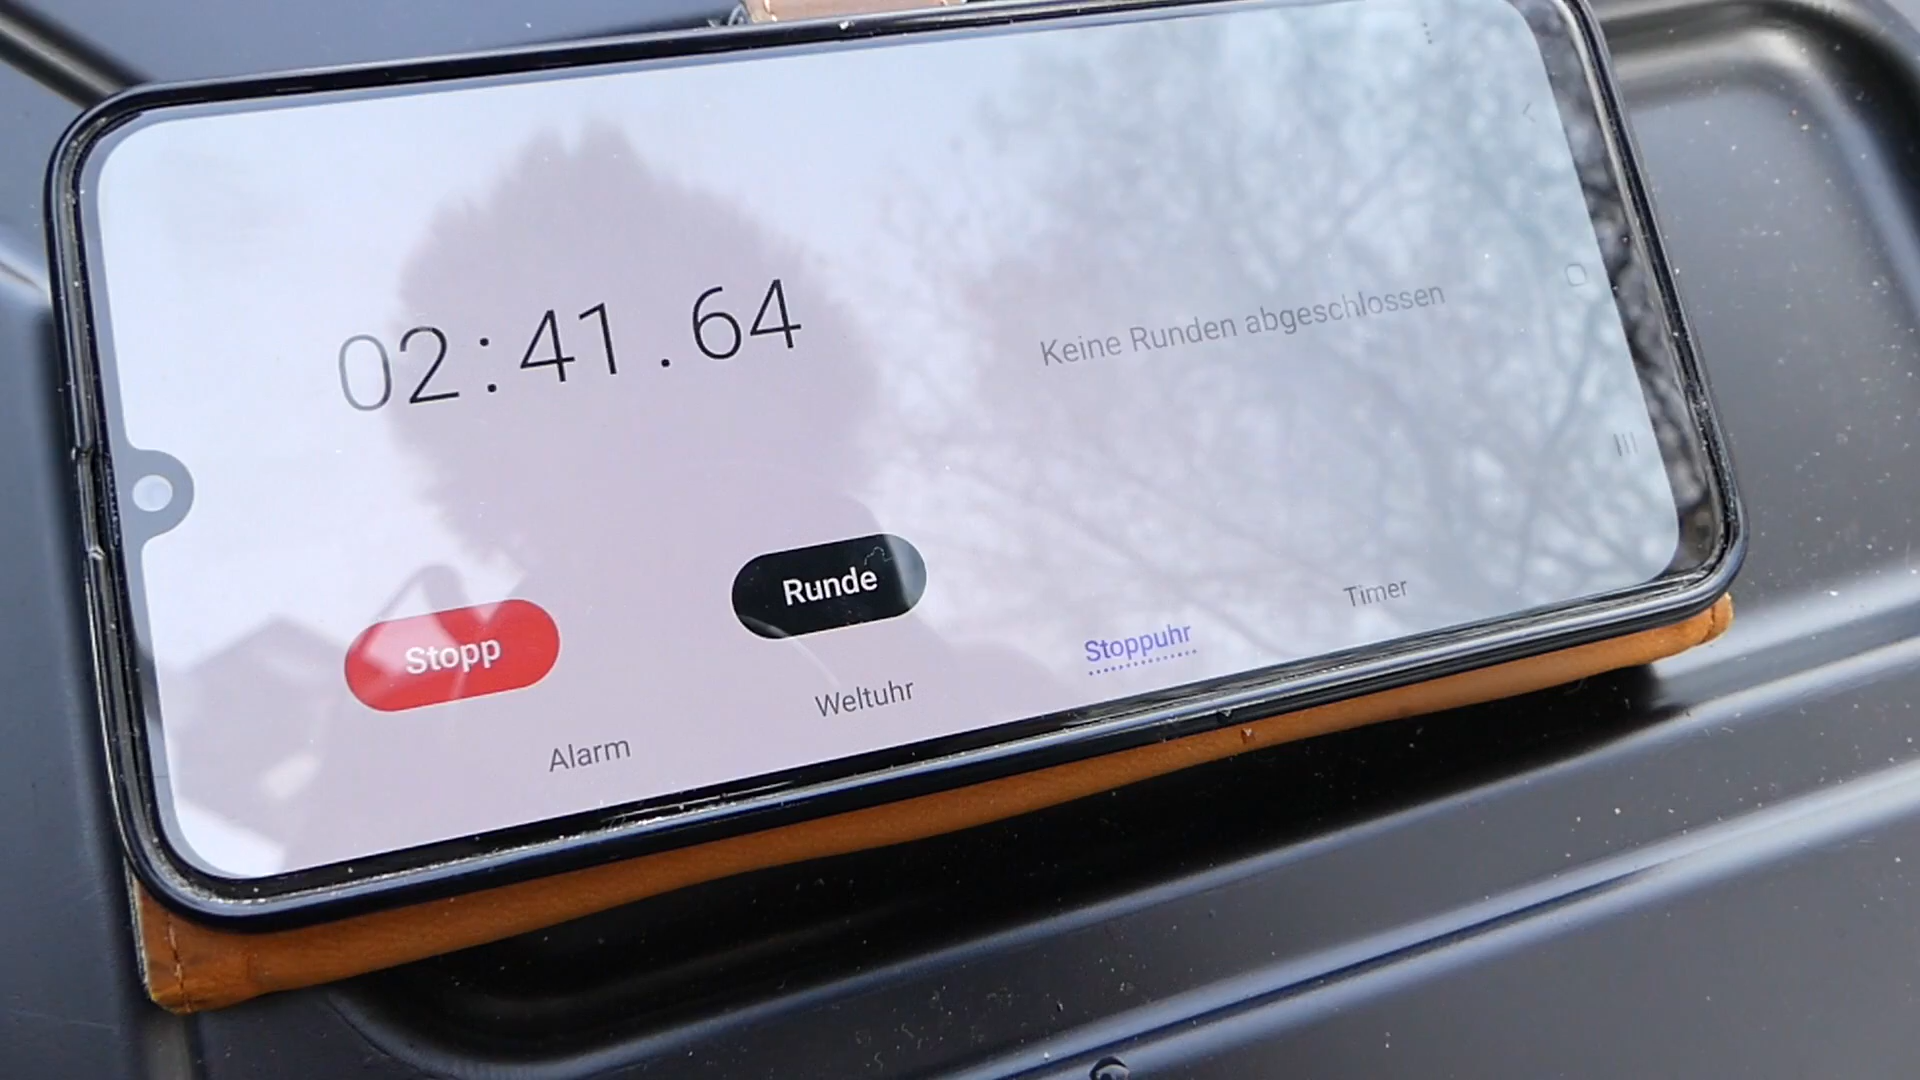 02:41.64
Keine Runden abgeschlossen
Stopp
Runde
Alarm
Weltuhr
Stoppuhr
Timer